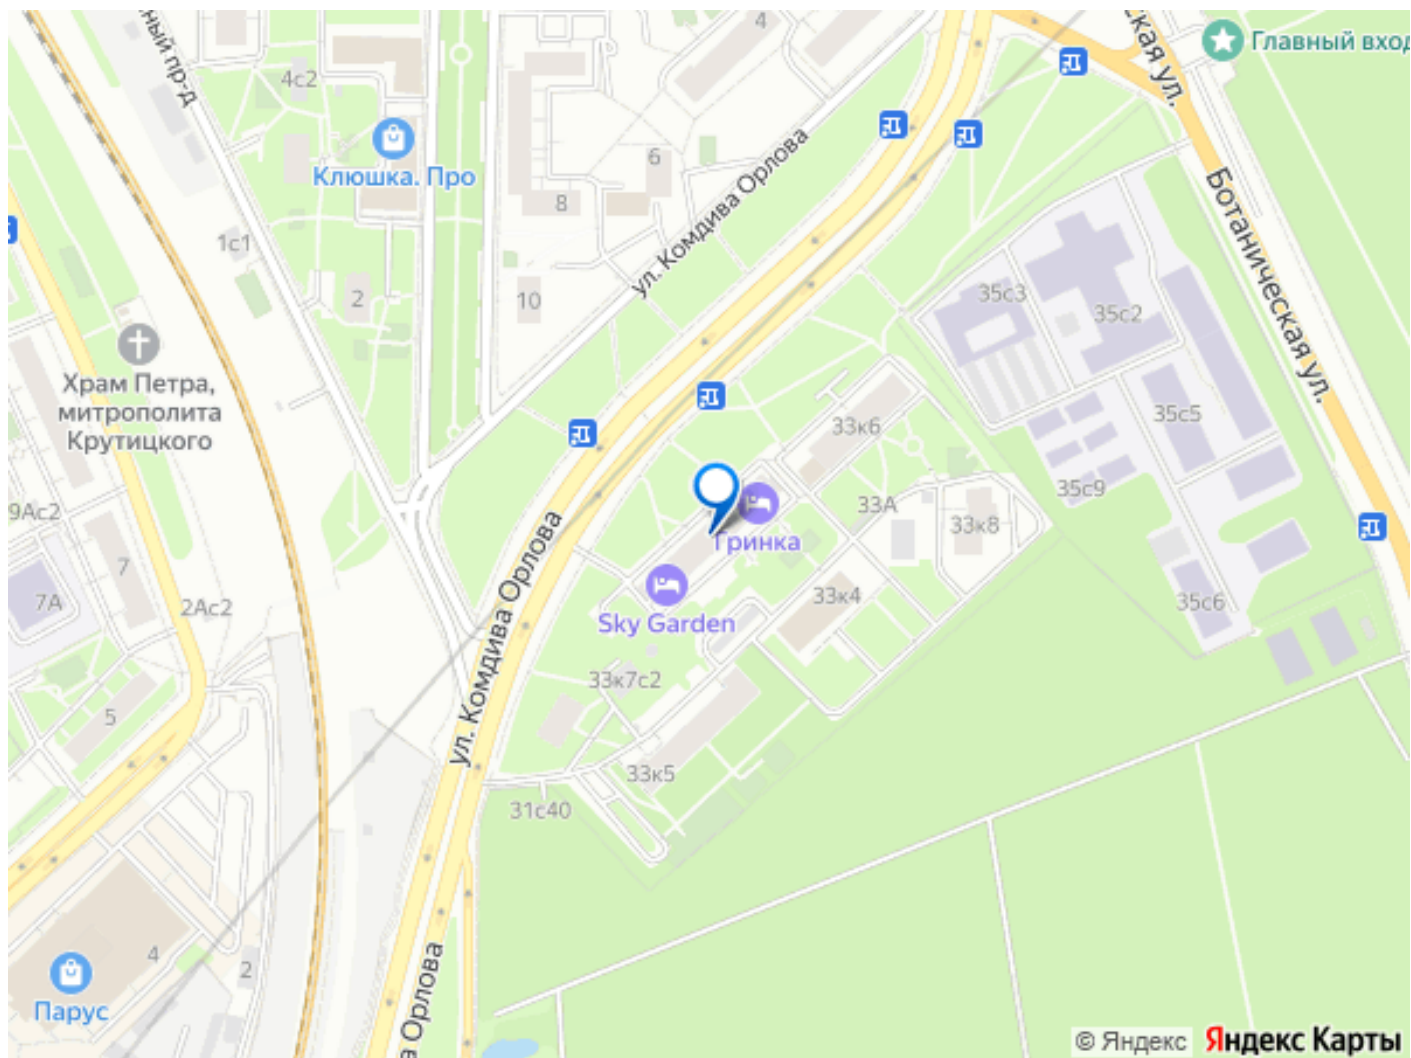 ный пр-д
4
ская ул.
Главный вход
4с2
Клюшка. Про
6
8
ул. Комдива Орлова
1с1
2
10
Ботаническая ул.
35с3
35с2
Храм Петра,
митрополита
Крутицкого
35с5
33к6
35с9
9Ас2
33А
33к8
Гринка
ул. Комдива Орлова
7
7А
2Ас2
33к4
35с6
Sky Garden
33к7с2
5
33к5
31с40
4
2
Парус
а Орлова
© Яндекс
Яндекс Карты